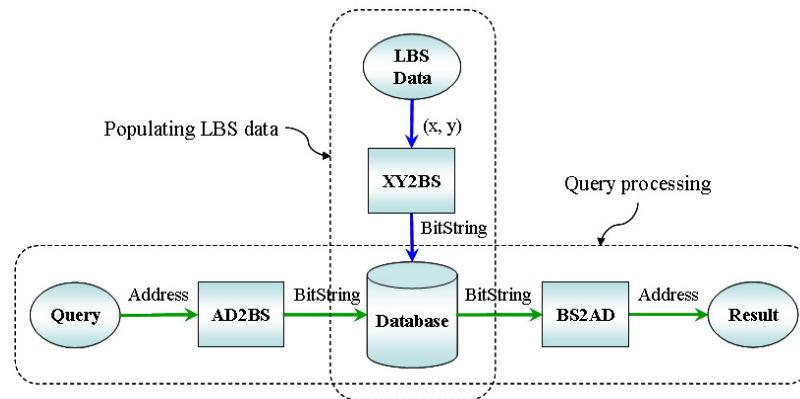 LBS
Data
(x, y)
Populating LBS data
XY2BS
Query processing
BitString
Query
Address
AD2BS
BitString
Database
BitString
BS2AD
Address
Result